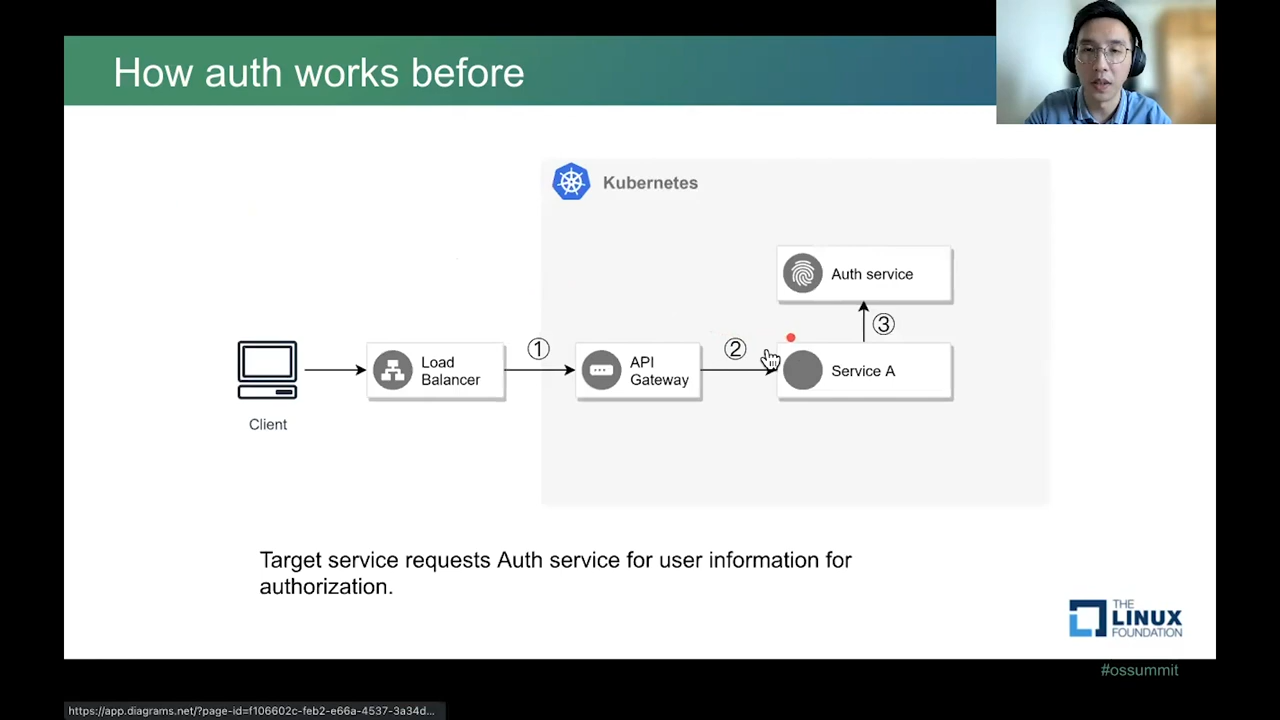 How auth works before
Kubernetes
Auth service
③
Load
Balancer
①
API
Gateway
②
Service A
Client
Target service requests Auth service for user information for
authorization.
THE
LINUX
FOUNDATION
#ossummit
https://app.diagrams.net/?page-id=f106602c-feb2-e66a-4537-3a34d...